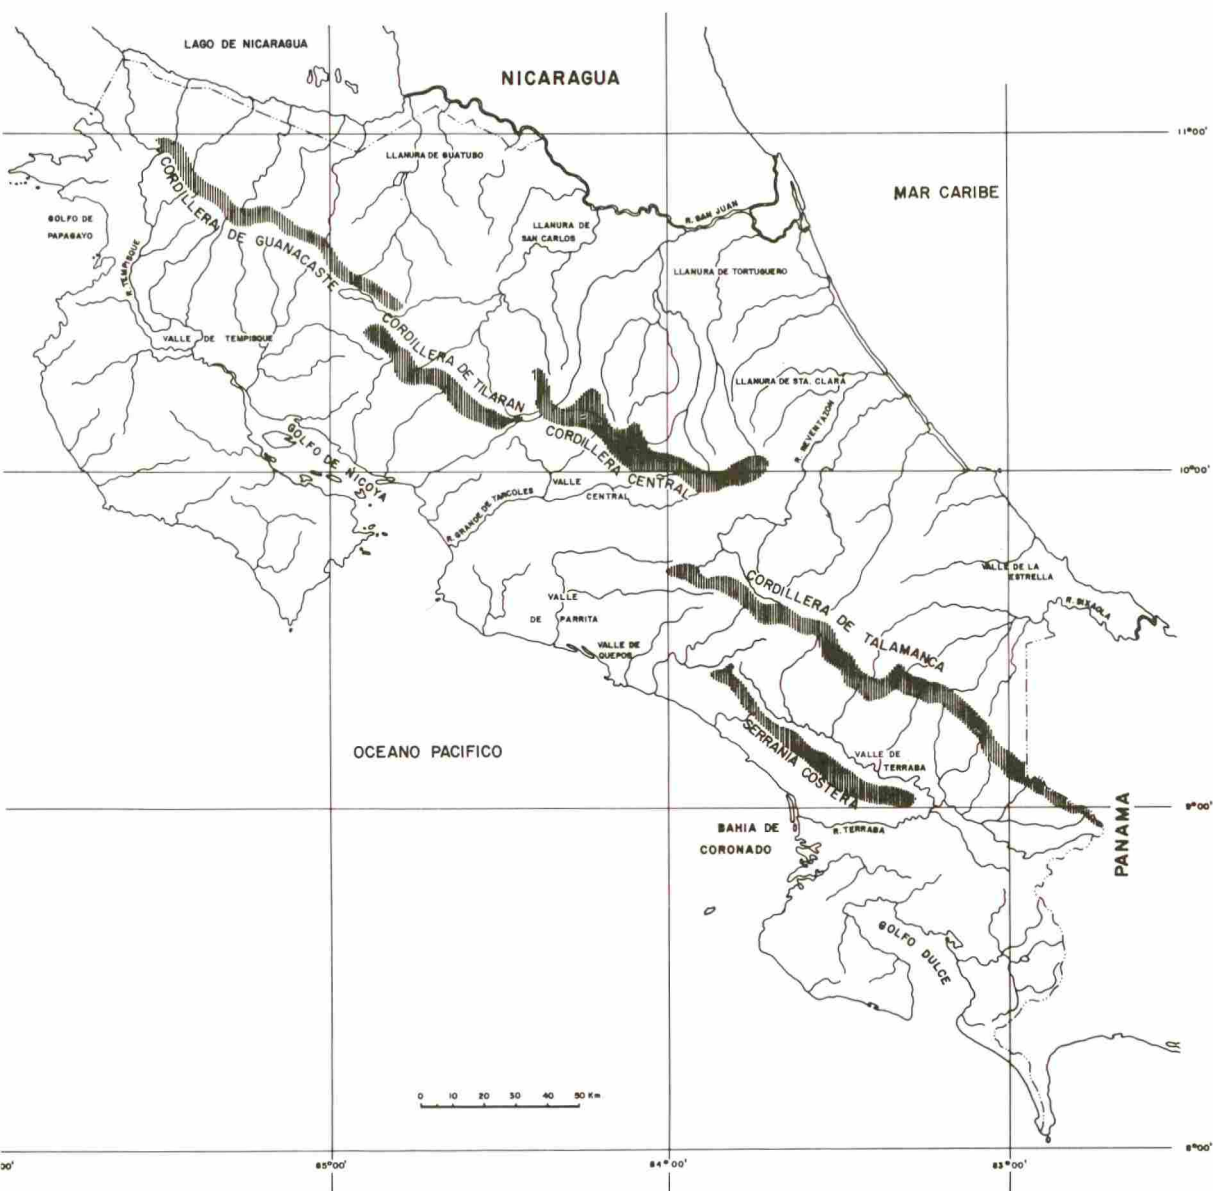 LAGO DE NICARAGUA
NICARAGUA
11°00'
LLANURA DE GUATUSO
MAR CARIBE
CORDILLERA DE GUANACASTE
GOLFO DE
PAPAGAYO
R. SAN JUAN
LLANURA DE
SAN CARLOS
R. TEMPISQUE
LLANURA DE TORTUGUERO
VALLE DE TEMPISQUE
CORDILLERA DE TILARAN
LLANURA DE STA. CLARA
R. REVENTAZON
GOLFO DE NICOYA
CORDILLERA CENTRAL
10°00'
VALLE
CENTRAL
R. GRANDE DE TARCOLES
VALLE DE LA
ESTRELLA
CORDILLERA DE TALAMANCA
R. SIXAOLA
VALLE
DE PARRITA
VALLE DE
QUEPOS
OCEANO PACIFICO
SERRANIA COSTERA
VALLE DE
TERRABA
9°00'
BAHIA DE
CORONADO
R. TERRABA
PANAMA
GOLFO DULCE
0 10 20 30 40 50 Km
8°00'
00'
85°00'
84°00'
83°00'